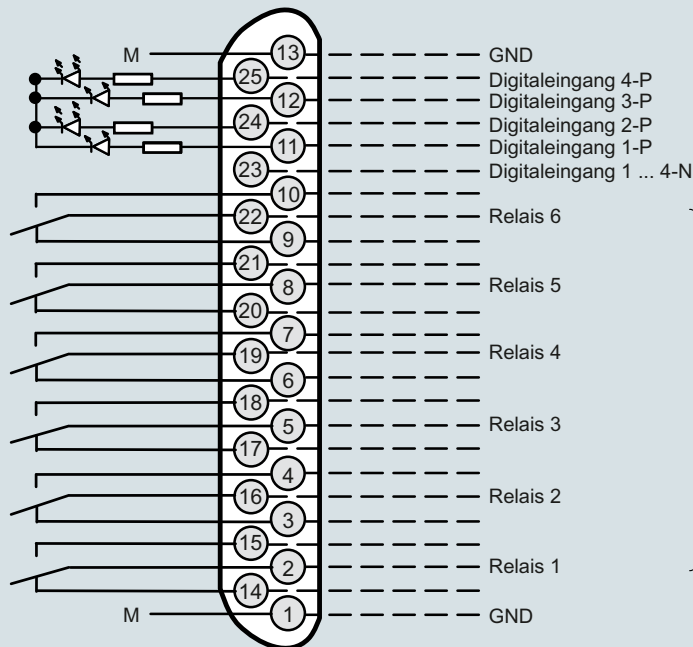 M 13 GND
25 Digitaleingang 4-P
12 Digitaleingang 3-P
24 Digitaleingang 2-P
11 Digitaleingang 1-P
23 Digitaleingang 1 ... 4-N
10
22 Relais 6
9
21
8 Relais 5
20
7
19 Relais 4
6
18
5 Relais 3
17
4
16 Relais 2
3
15
2 Relais 1
14
M 1 GND